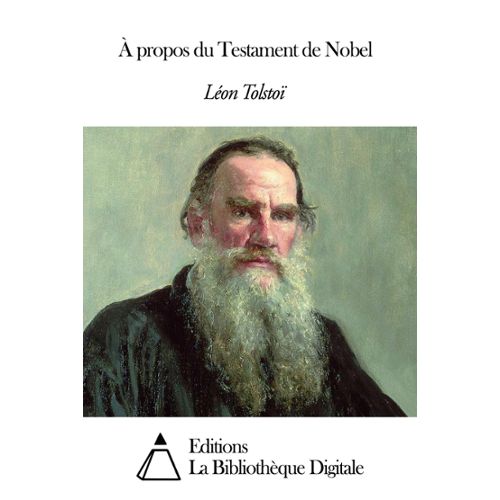 À propos du Testament de Nobel
Léon Tolstoï
Editions
La Bibliothèque Digitale